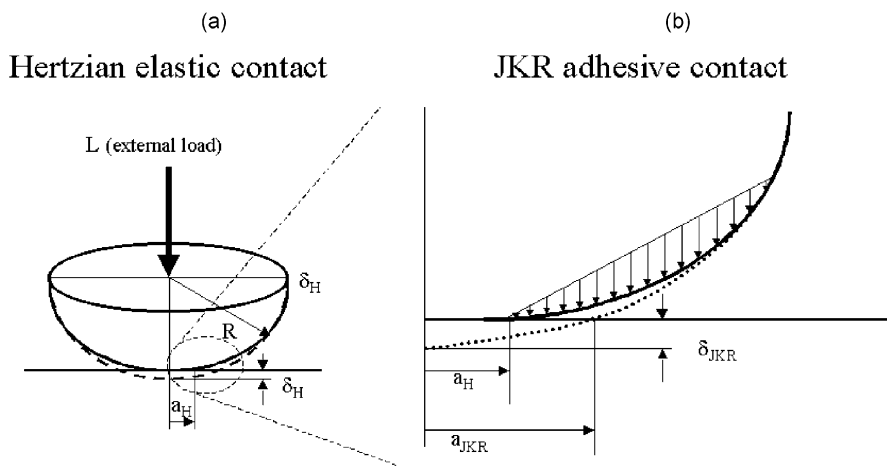 (a)
Hertzian elastic contact
L (external load)
δH
R
δH
aH
(b)
JKR adhesive contact
δJKR
aH
aJKR